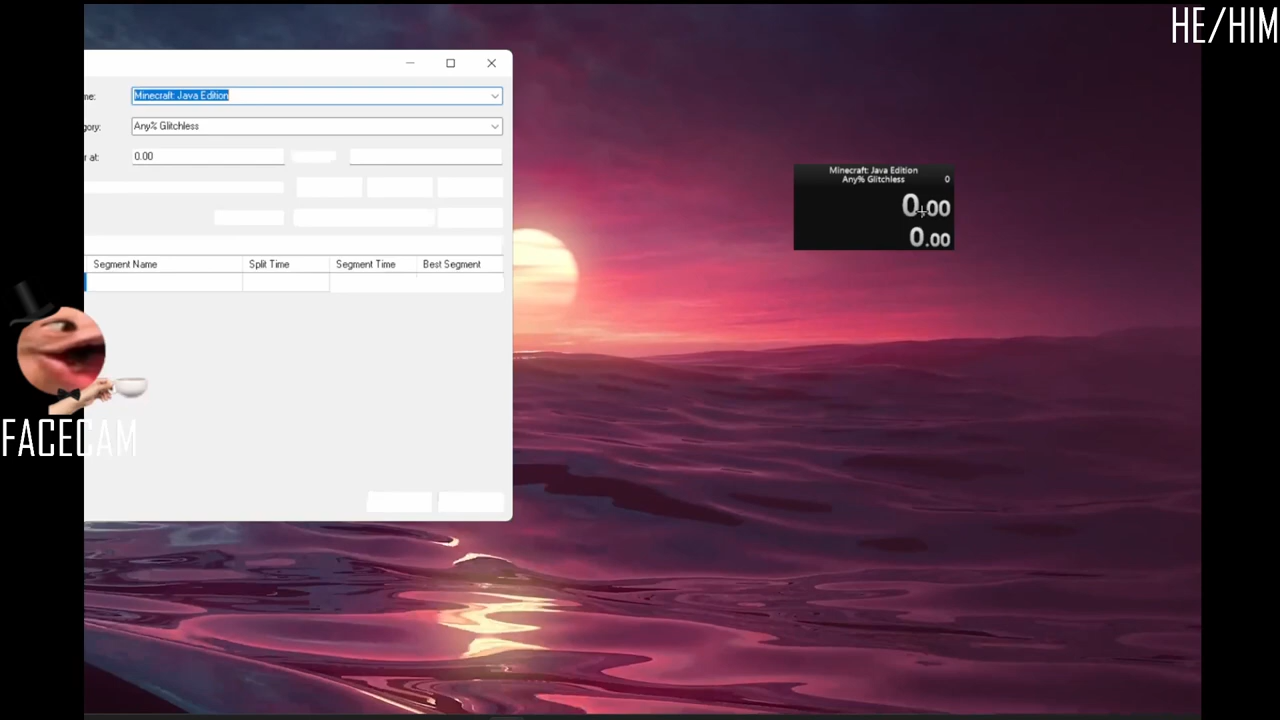 HE/HIM
me:
Minecraft: Java Edition
gory:
Any% Glitchless
r at:
0.00
Segment Name
Split Time
Segment Time
Best Segment
Minecraft: Java Edition
Any% Glitchless
0
0.00
0.00
FACECAM